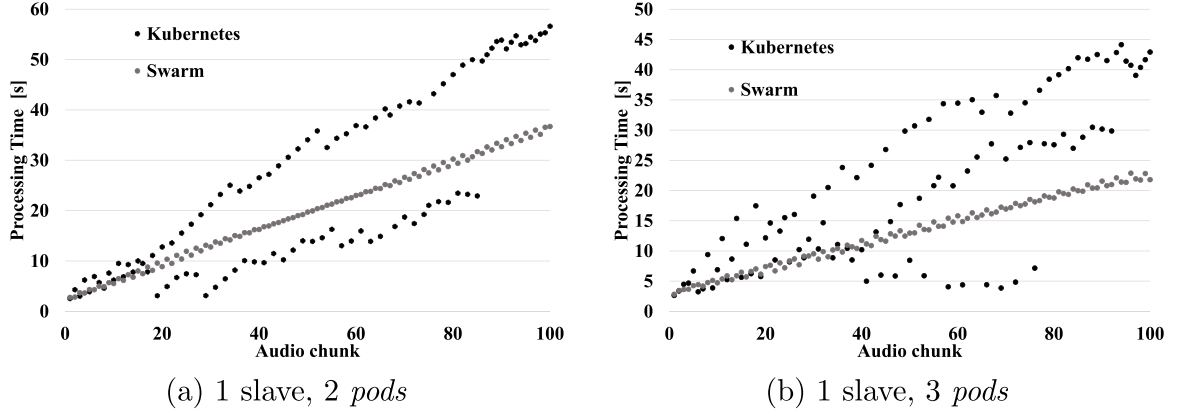 60
50
40
30
20
10
0
Processing Time [s]
Kubernetes
Swarm
0 20 40 60 80 100
Audio chunk
(a) 1 slave, 2 pods
50
45
40
35
30
25
20
15
10
5
0
Processing Time [s]
Kubernetes
Swarm
0 20 40 60 80 100
Audio chunk
(b) 1 slave, 3 pods